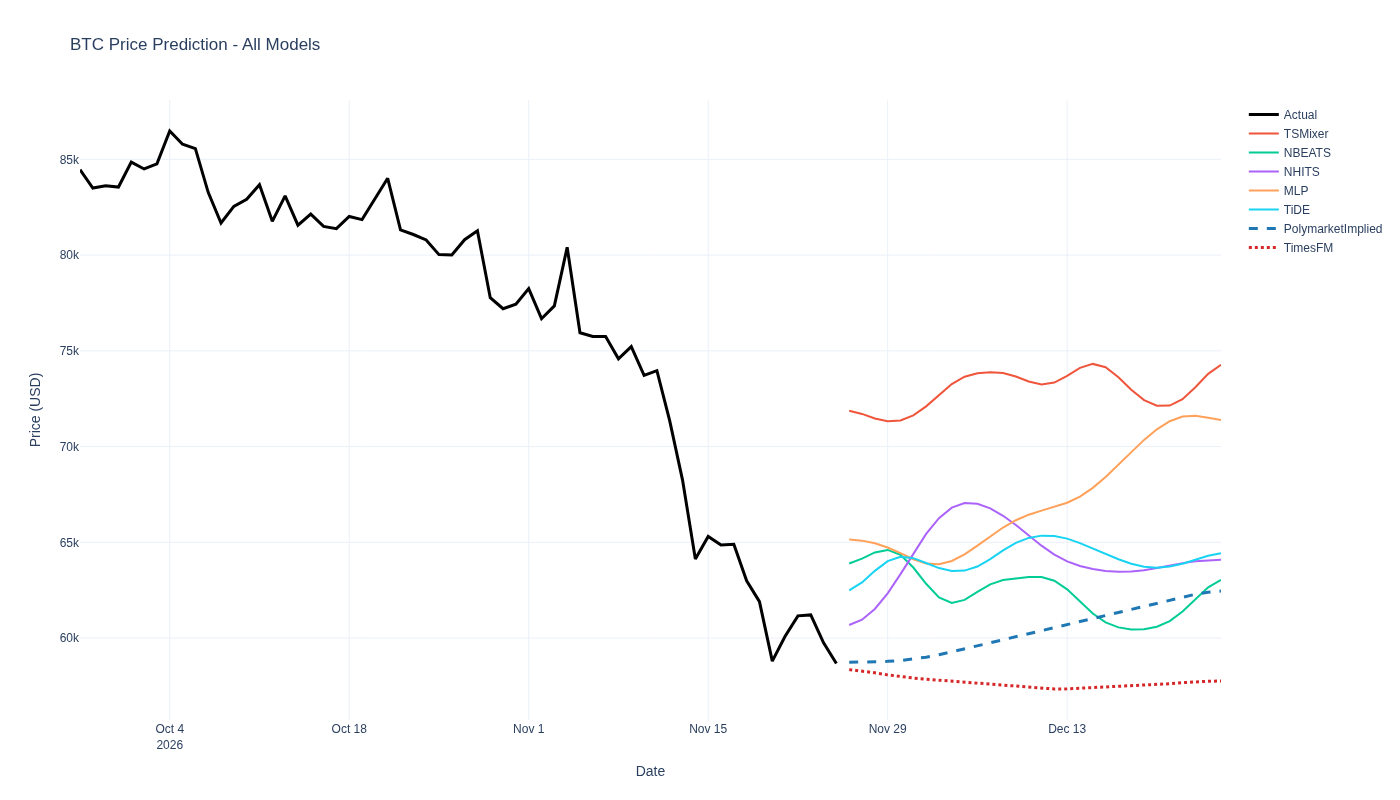 BTC Price Prediction - All Models
Price (USD)
85k
80k
75k
70k
65k
60k
Oct 4
2026
Oct 18
Nov 1
Nov 15
Nov 29
Dec 13
Date
Actual
TSMixer
NBEATS
NHITS
MLP
TiDE
PolymarketImplied
TimesFM